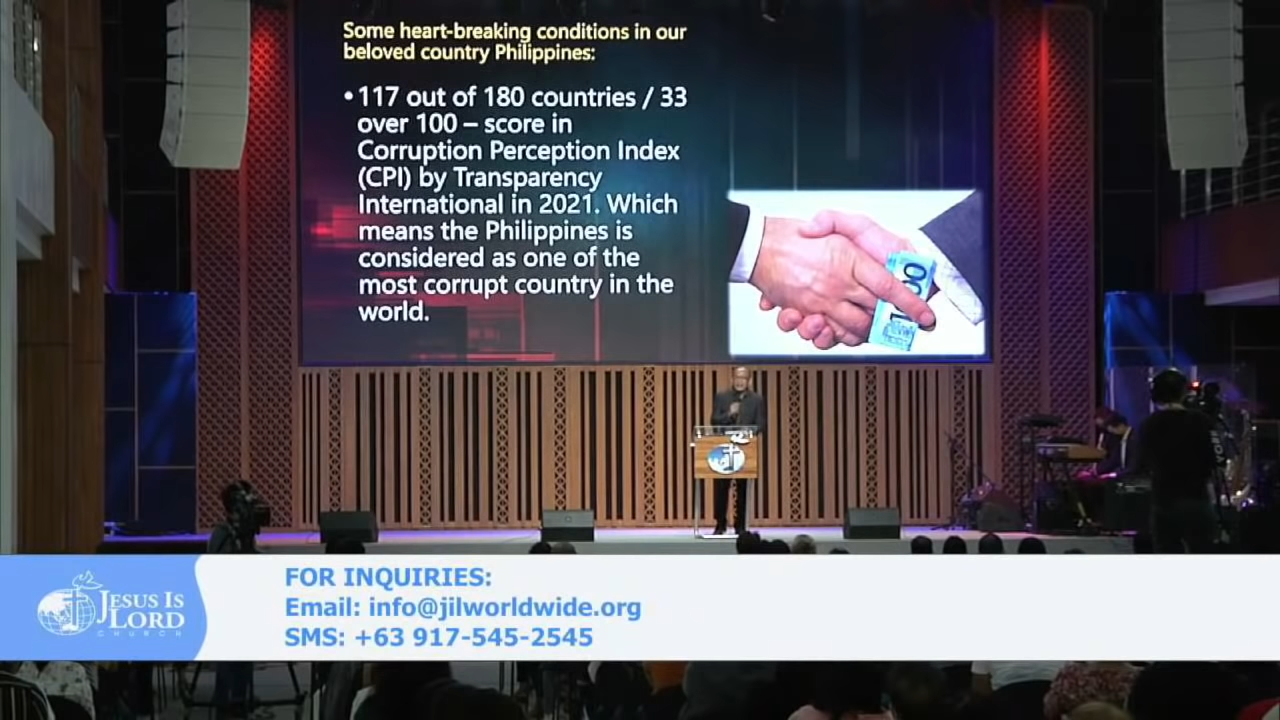 Some heart-breaking conditions in our
beloved country Philippines:
• 117 out of 180 countries / 33
over 100 – score in
Corruption Perception Index
(CPI) by Transparency
International in 2021. Which
means the Philippines is
considered as one of the
most corrupt country in the
world.
FOR INQUIRIES:
Email: info@jilworldwide.org
SMS: +63 917-545-2545
JESUS IS
LORD
CHURCH